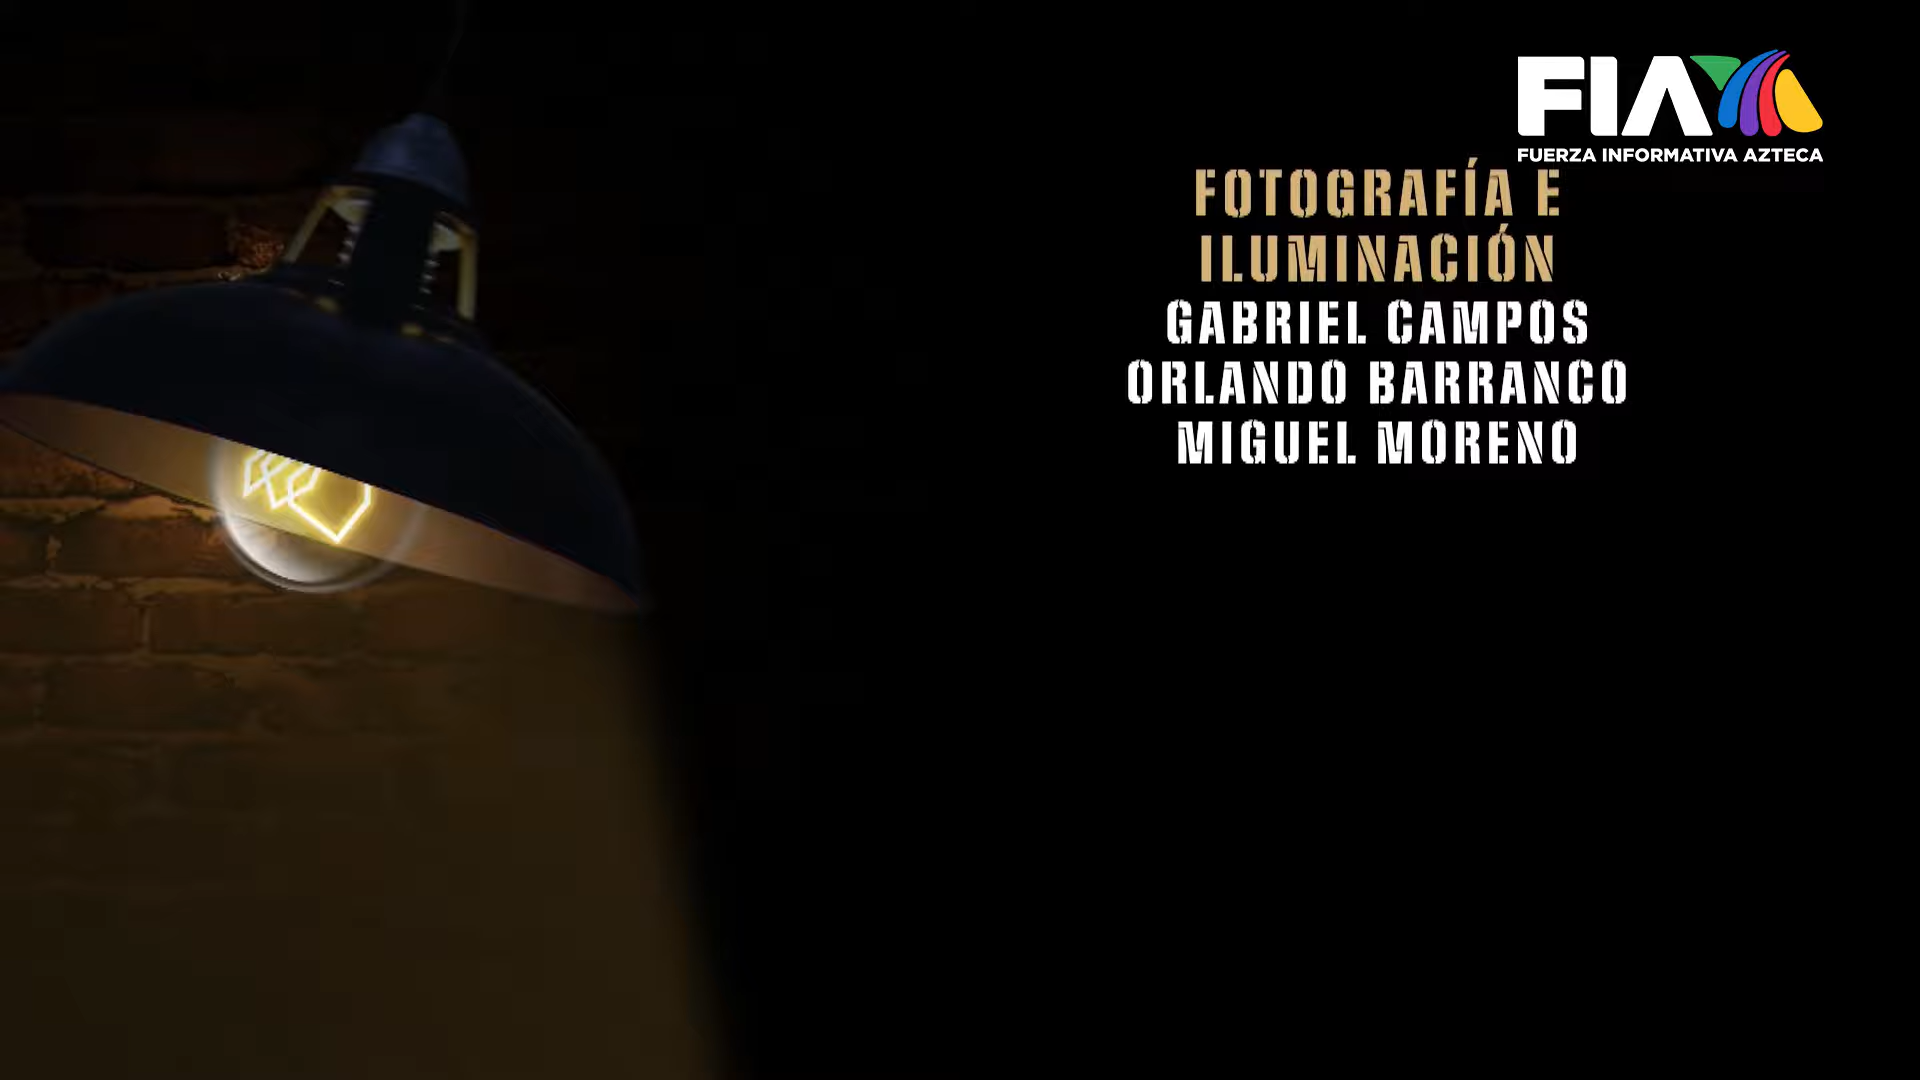 FIA
FUERZA INFORMATIVA AZTECA
FOTOGRAFÍA E
ILUMINACIÓN
GABRIEL CAMPOS
ORLANDO BARRANCO
MIGUEL MORENO